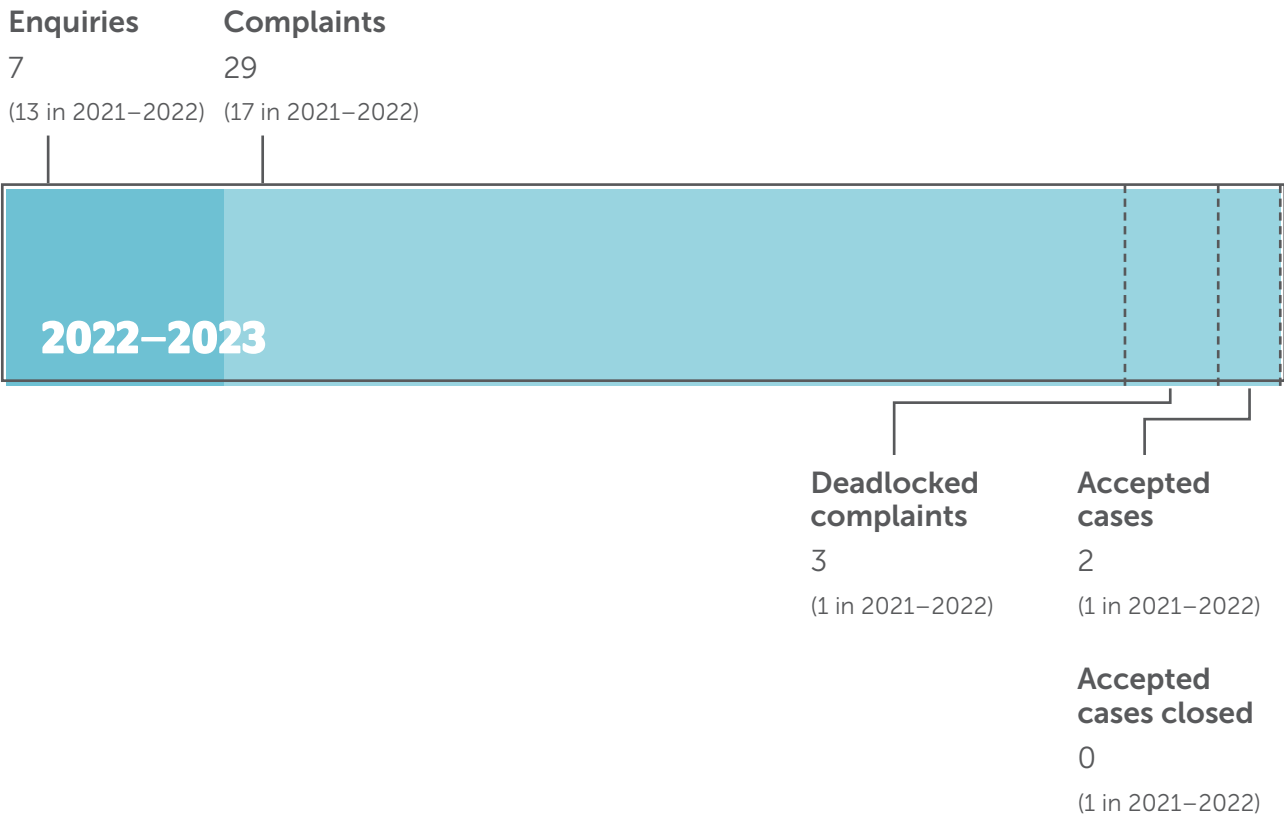 Enquiries
7
(13 in 2021–2022)
Complaints
29
(17 in 2021–2022)
2022–2023
Deadlocked
complaints
3
(1 in 2021–2022)
Accepted
cases
2
(1 in 2021–2022)
Accepted
cases closed
0
(1 in 2021–2022)